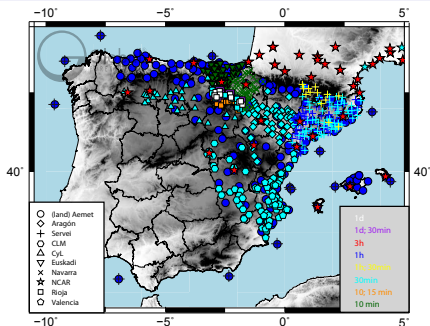 −10˚ −5˚ 0˚ 5˚
40˚ 40˚
(land) Aemet
Aragón
Servei
CLM
CyL
Euskadi
Navarra
NCAR
Rioja
Valencia
1d
1d; 30min
3h
1h
30min
10; 15 min
10 min
−10˚ −5˚ 0˚ 5˚